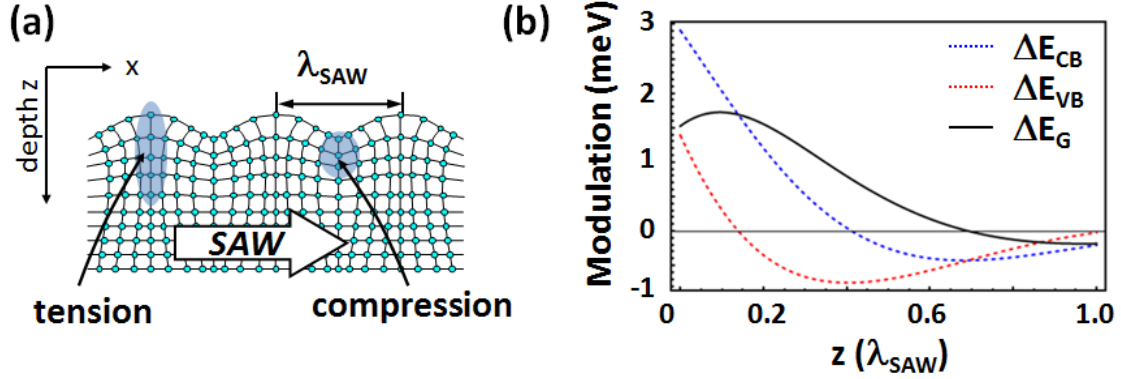 (a)
x
depth z
λSAW
SAW
tension
compression
(b)
Modulation (meV)
3
2
1
0
-1
0
0.2
0.6
1.0
z (λSAW)
ΔECB
ΔEVB
ΔEG